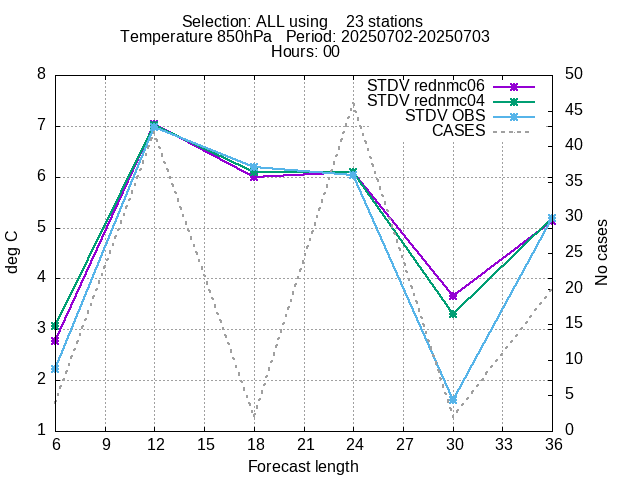 Selection: ALL using    23 stations
Temperature 850hPa   Period: 20250702-20250703
Hours: 00
STDV rednmc06
STDV rednmc04
STDV OBS
CASES
8
7
6
5
4
3
2
1
deg C
50
45
40
35
30
25
20
15
10
5
0
No cases
6 9 12 15 18 21 24 27 30 33 36
Forecast length